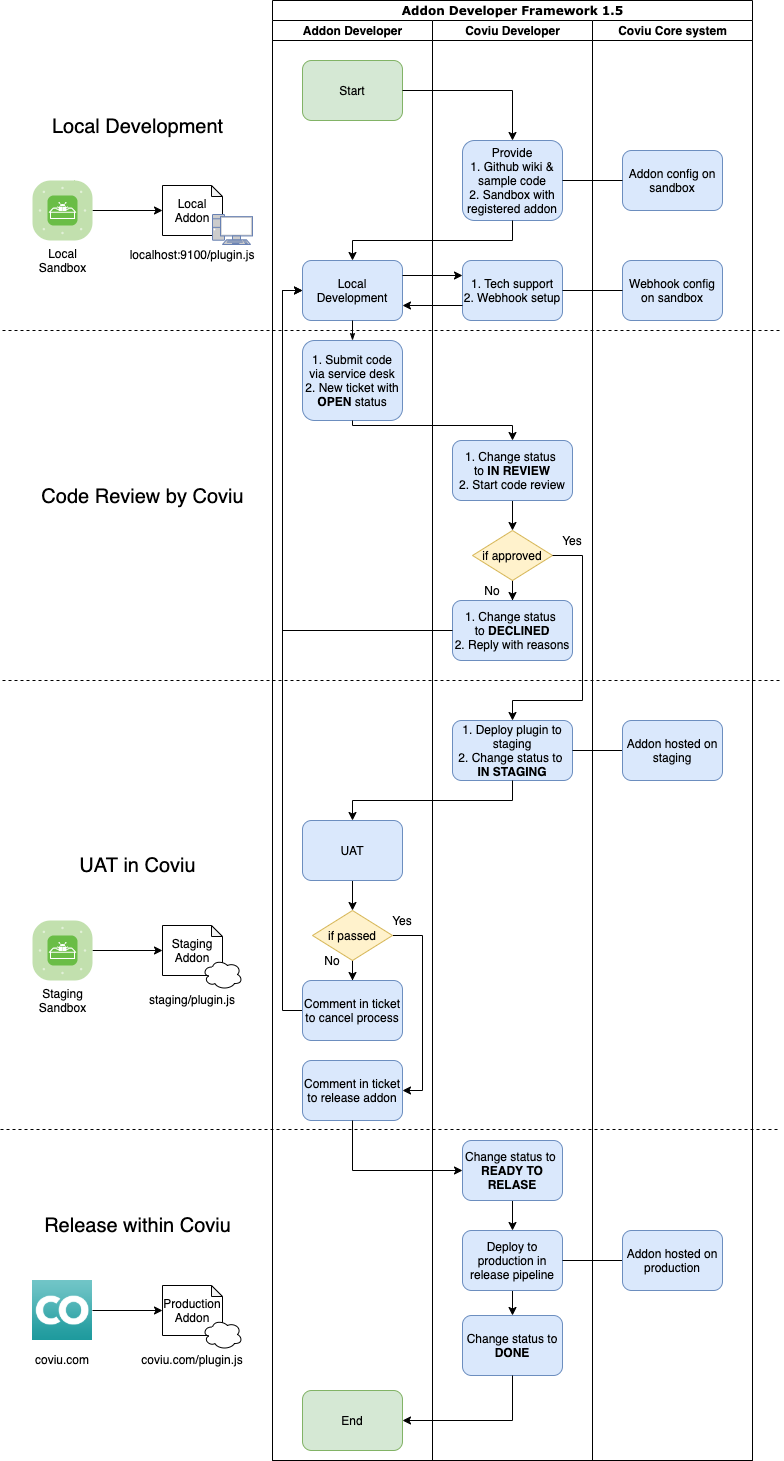 Addon Developer Framework 1.5
Addon Developer
Coviu Developer
Coviu Core system
Start
Local Development
Provide
1. Github wiki &
sample code
2. Sandbox with
registered addon
Addon config on
sandbox
Local
Addon
Local
Sandbox
localhost:9100/plugin.js
Local
Development
1. Tech support
2. Webhook setup
Webhook config
on sandbox
1. Submit code
via service desk
2. New ticket with
OPEN status
Code Review by Coviu
1. Change status
to IN REVIEW
2. Start code review
if approved
Yes
No
1. Change status
to DECLINED
2. Reply with reasons
1. Deploy plugin to
staging
2. Change status to
IN STAGING
Addon hosted on
staging
UAT in Coviu
UAT
if passed
Yes
No
Staging
Addon
Staging
Sandbox
staging/plugin.js
Comment in ticket
to cancel process
Comment in ticket
to release addon
Change status to
READY TO
RELASE
Release within Coviu
Deploy to
production in
release pipeline
Addon hosted on
production
CO
Production
Addon
coviu.com
coviu.com/plugin.js
Change status to
DONE
End